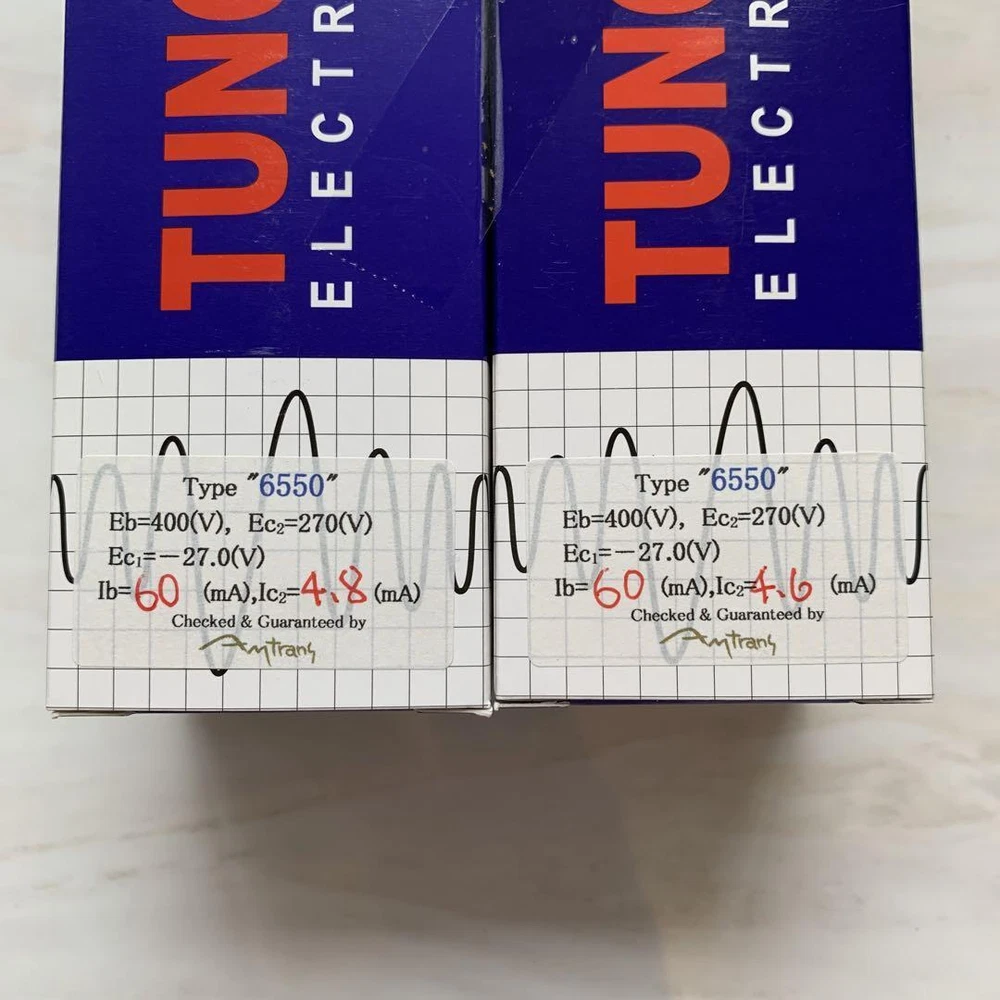 TUNG
ELECTR
Type "6550"
Eb=400(V), Ec₂=270(V)
Ec₁=−27.0(V)
Ib=60 (mA),Ic₂=4.8 (mA)
Checked & Guaranteed by
Amtrans
TUNG
ELECTR
Type "6550"
Eb=400(V), Ec₂=270(V)
Ec₁=−27.0(V)
Ib=60 (mA),Ic₂=4.6 (mA)
Checked & Guaranteed by
Amtrans